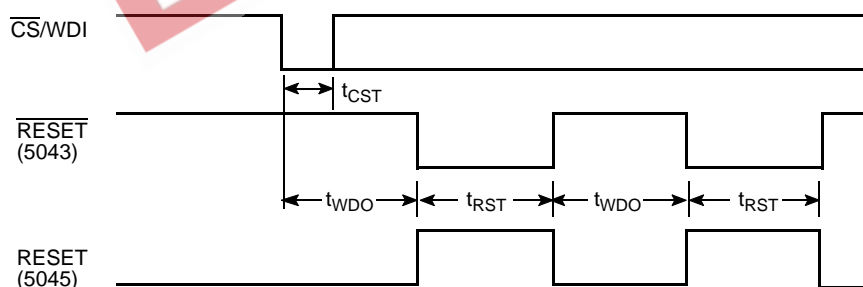 CS/WDI
tCST
RESET
(5043)
tWDO tRST tWDO tRST
RESET
(5045)